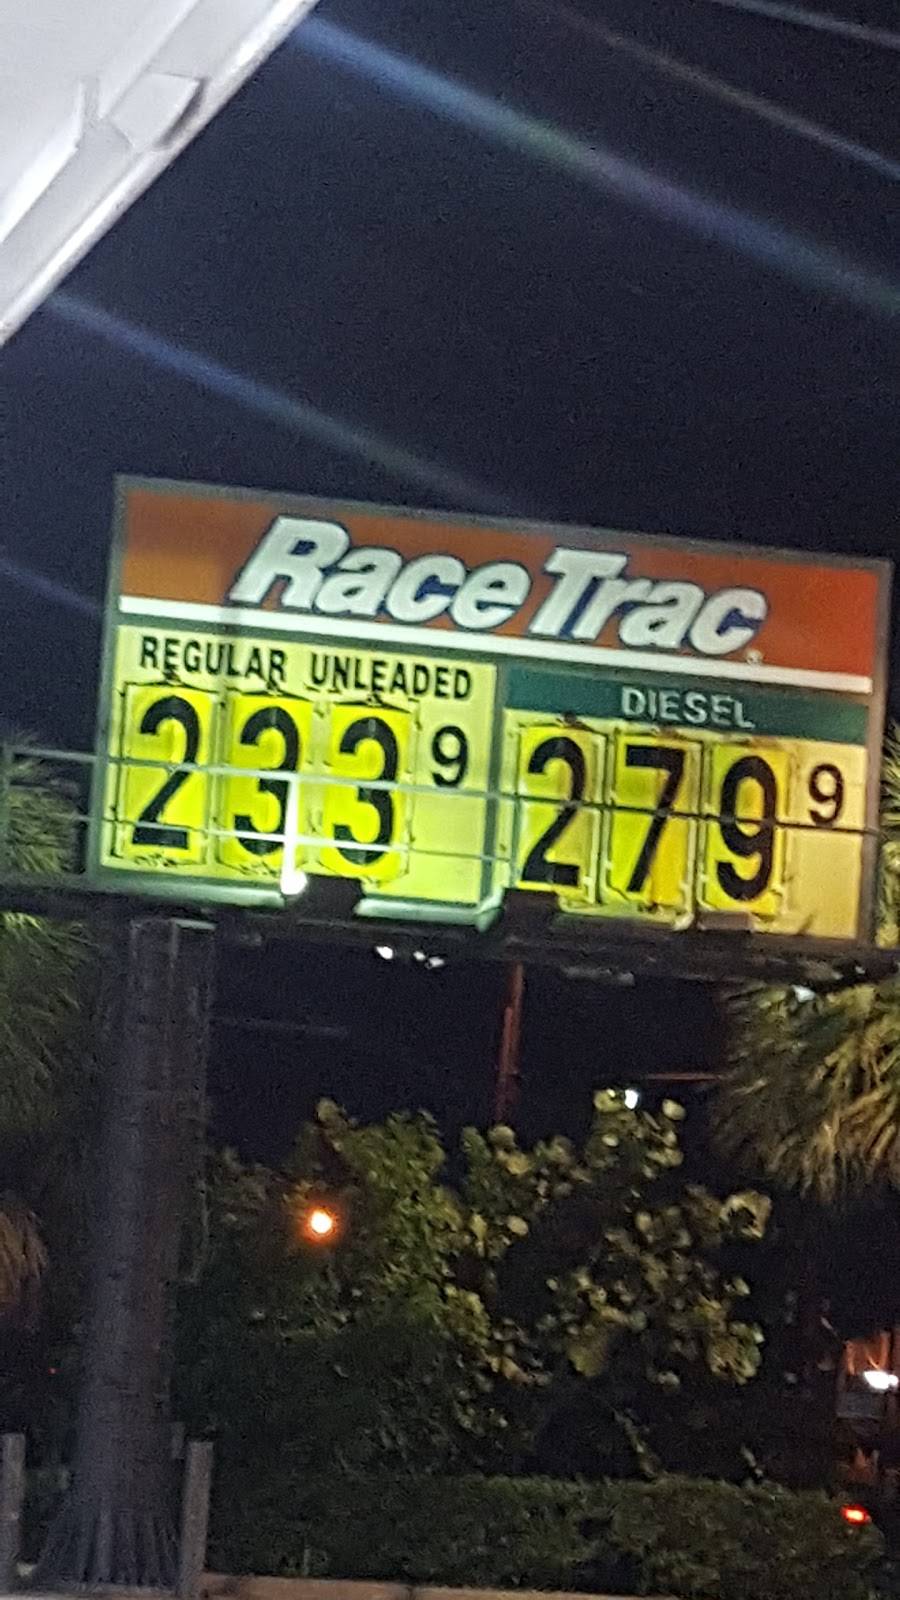 RaceTrac
REGULAR UNLEADED
2339
DIESEL
2799